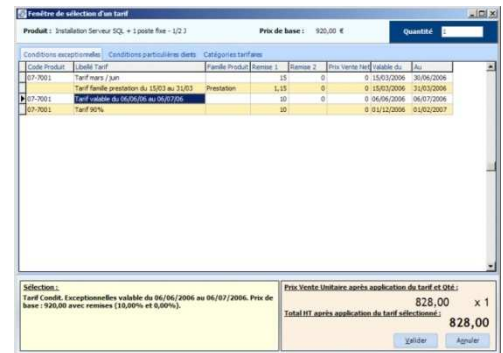 Fenêtre de sélection d'un tarif
Produit : Installation Serveur SQL + 1 poste fixe - 1/2 J Prix de base : 920,00 € Quantité 1
Conditions exceptionnelles Conditions particulières clients Catégories tarifaires
Code Produit Libellé Tarif Famille Produit Remise 1 Remise 2 Prix Vente Net Valable du Au
07-7001 Tarif mars / juin 15 0 0 15/03/2006 30/06/2006
Tarif famille prestation du 15/03 au 31/03 Prestation 1,15 0 0 15/03/2006 31/03/2006
07-7001 Tarif valable du 06/06/06 au 06/07/06 10 0 0 06/06/2006 06/07/2006
07-7001 Tarif 90% 10 0 01/12/2006 01/02/2007
Sélection :
Tarif Condit. Exceptionnelles valable du 06/06/2006 au 06/07/2006. Prix de
base : 920,00 avec remises (10,00% et 0,00%).
Prix Vente Unitaire après application du tarif et Qté :
828,00 x 1
Total HT après application du tarif sélectionné :
828,00
Valider Annuler